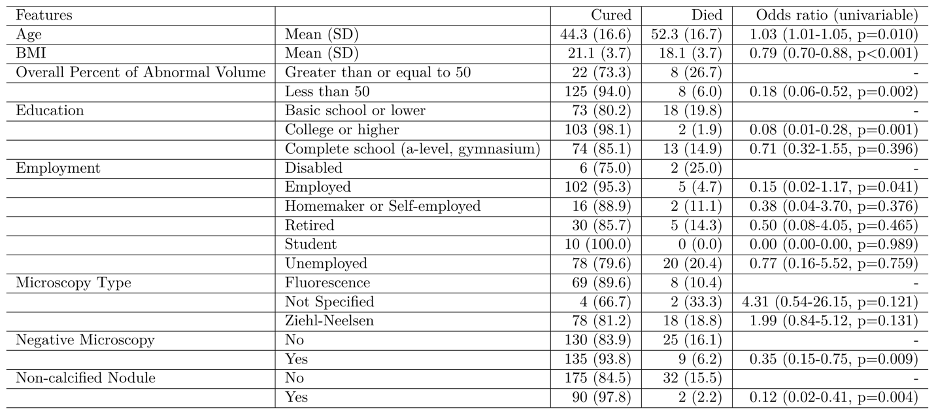 Features Cured Died Odds ratio (univariable)
Age Mean (SD) 44.3 (16.6) 52.3 (16.7) 1.03 (1.01-1.05, p=0.010)
BMI Mean (SD) 21.1 (3.7) 18.1 (3.7) 0.79 (0.70-0.88, p<0.001)
Overall Percent of Abnormal Volume Greater than or equal to 50 22 (73.3) 8 (26.7) -
Less than 50 125 (94.0) 8 (6.0) 0.18 (0.06-0.52, p=0.002)
Education Basic school or lower 73 (80.2) 18 (19.8) -
College or higher 103 (98.1) 2 (1.9) 0.08 (0.01-0.28, p=0.001)
Complete school (a-level, gymnasium) 74 (85.1) 13 (14.9) 0.71 (0.32-1.55, p=0.396)
Employment Disabled 6 (75.0) 2 (25.0) -
Employed 102 (95.3) 5 (4.7) 0.15 (0.02-1.17, p=0.041)
Homemaker or Self-employed 16 (88.9) 2 (11.1) 0.38 (0.04-3.70, p=0.376)
Retired 30 (85.7) 5 (14.3) 0.50 (0.08-4.05, p=0.465)
Student 10 (100.0) 0 (0.0) 0.00 (0.00-0.00, p=0.989)
Unemployed 78 (79.6) 20 (20.4) 0.77 (0.16-5.52, p=0.759)
Microscopy Type Fluorescence 69 (89.6) 8 (10.4) -
Not Specified 4 (66.7) 2 (33.3) 4.31 (0.54-26.15, p=0.121)
Ziehl-Neelsen 78 (81.2) 18 (18.8) 1.99 (0.84-5.12, p=0.131)
Negative Microscopy No 130 (83.9) 25 (16.1) -
Yes 135 (93.8) 9 (6.2) 0.35 (0.15-0.75, p=0.009)
Non-calcified Nodule No 175 (84.5) 32 (15.5) -
Yes 90 (97.8) 2 (2.2) 0.12 (0.02-0.41, p=0.004)